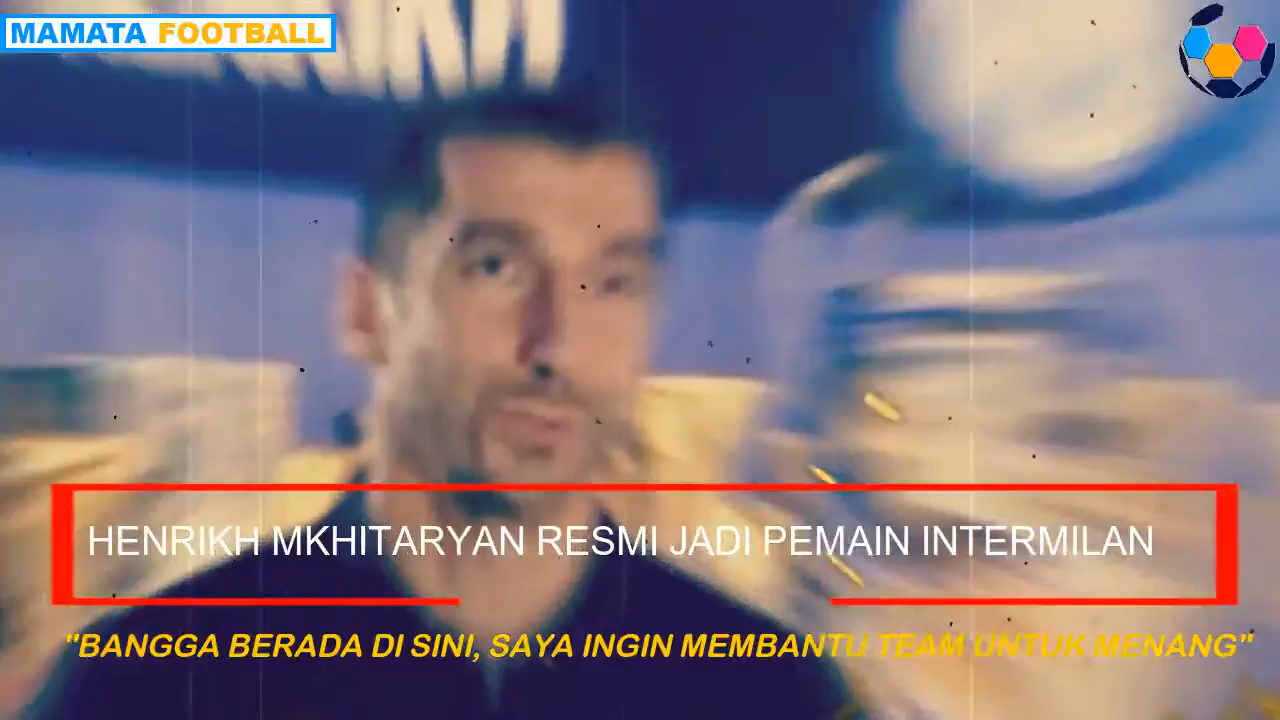 MAMATA FOOTBALL
HENRIKH MKHITARYAN RESMI JADI PEMAIN INTERMILAN
"BANGGA BERADA DI SINI, SAYA INGIN MEMBANTU TEAM UNTUK MENANG"